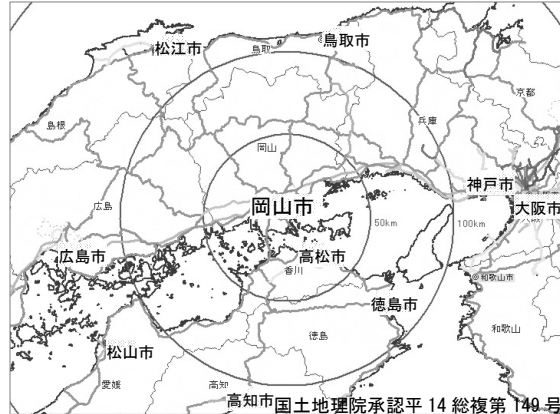 松江市
鳥取
鳥取市
島根
岡山
兵庫
京都
広島
岡山市
神戸市
大阪市
50km
100km
広島市
高松市
香川
和歌山市
徳島市
松山市
徳島
和歌山
愛媛
高知
高知市
国土地理院承認平 14 総複第 149 号